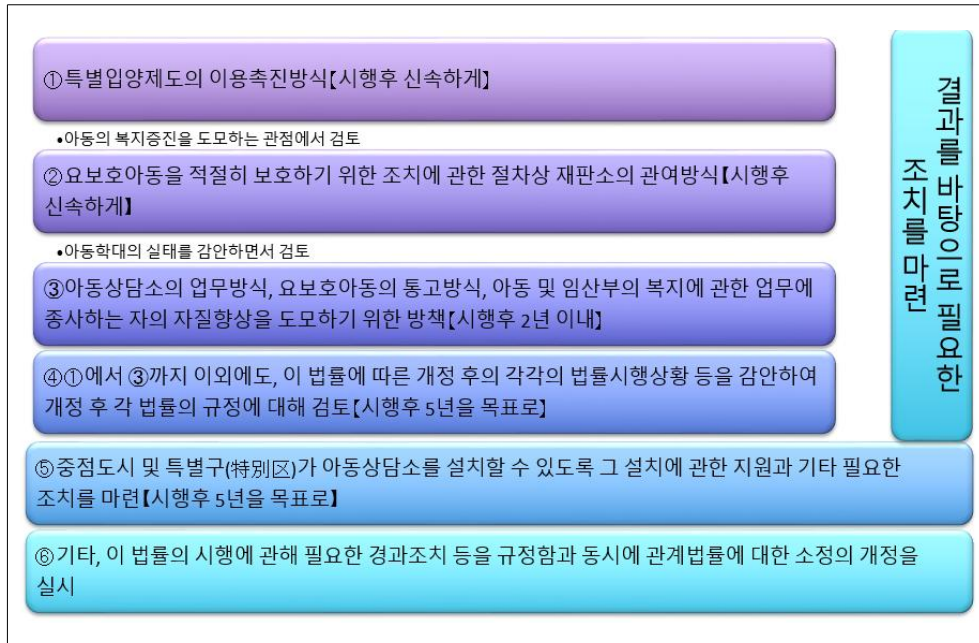 ①특별입양제도의 이용촉진방식【시행후 신속하게】
•아동의 복지증진을 도모하는 관점에서 검토
②요보호아동을 적절히 보호하기 위한 조치에 관한 절차상 재판소의 관여방식【시행후
신속하게】
•아동학대의 실태를 감안하면서 검토
③아동상담소의 업무방식, 요보호아동의 통고방식, 아동 및 임산부의 복지에 관한 업무에
종사하는 자의 자질향상을 도모하기 위한 방책【시행후 2년 이내】
④①에서 ③까지 이외에도, 이 법률에 따른 개정 후의 각각의 법률시행상황 등을 감안하여
개정 후 각 법률의 규정에 대해 검토【시행후 5년을 목표로】
결과를 바탕으로 필요한
조치를 마련
⑤중점도시 및 특별구(特別区)가 아동상담소를 설치할 수 있도록 그 설치에 관한 지원과 기타 필요한
조치를 마련【시행후 5년을 목표로】
⑥기타, 이 법률의 시행에 관해 필요한 경과조치 등을 규정함과 동시에 관계법률에 대한 소정의 개정을
실시